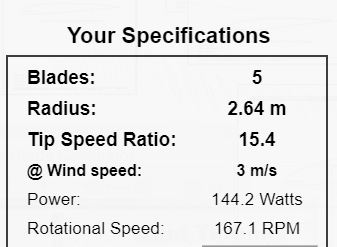 Your Specifications
Blades: 5
Radius: 2.64 m
Tip Speed Ratio: 15.4
@ Wind speed: 3 m/s
Power: 144.2 Watts
Rotational Speed: 167.1 RPM